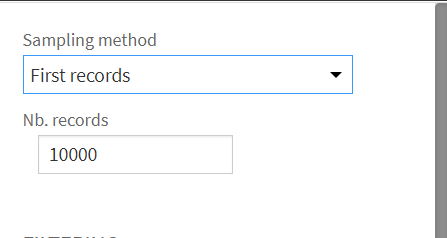 Sampling method
First records
Nb. records
10000